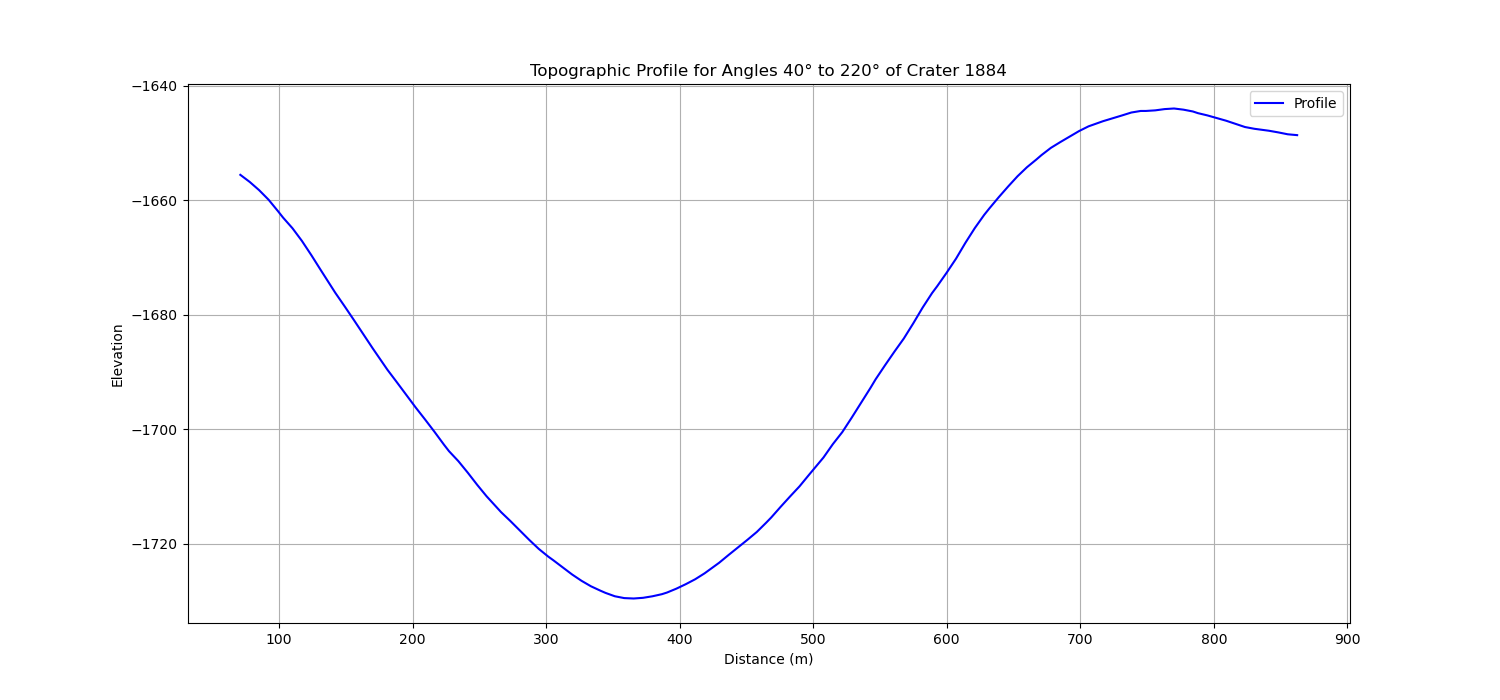 Topographic Profile for Angles 40° to 220° of Crater 1884
Profile
Elevation
−1640
−1660
−1680
−1700
−1720
100 200 300 400 500 600 700 800 900
Distance (m)